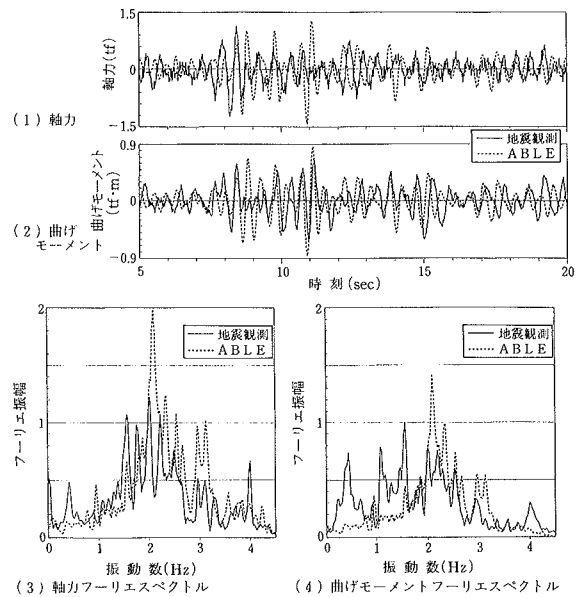 1.5
0
−1.5
軸力(tf)
(1)軸力
地震観測
ABLE
0.9
0
−0.9
曲げモーメント
(tf·m)
(2)曲げ
モーメント
5 10 15 20
時刻(sec)
2
1
0
フーリエ振幅
地震観測
ABLE
0 1 2 3 4
振動数(Hz)
(3)軸力フーリエスペクトル
2
1
0
フーリエ振幅
地震観測
ABLE
0 1 2 3 4
振動数(Hz)
(4)曲げモーメントフーリエスペクトル